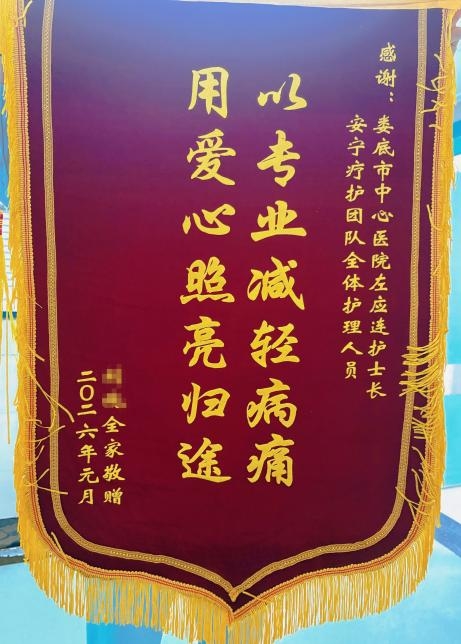 感谢：娄底市中心医院左应连护士长
安宁疗护团队全体护理人员
以专业减轻病痛
用爱心照亮归途
全家敬赠
二〇二六年元月